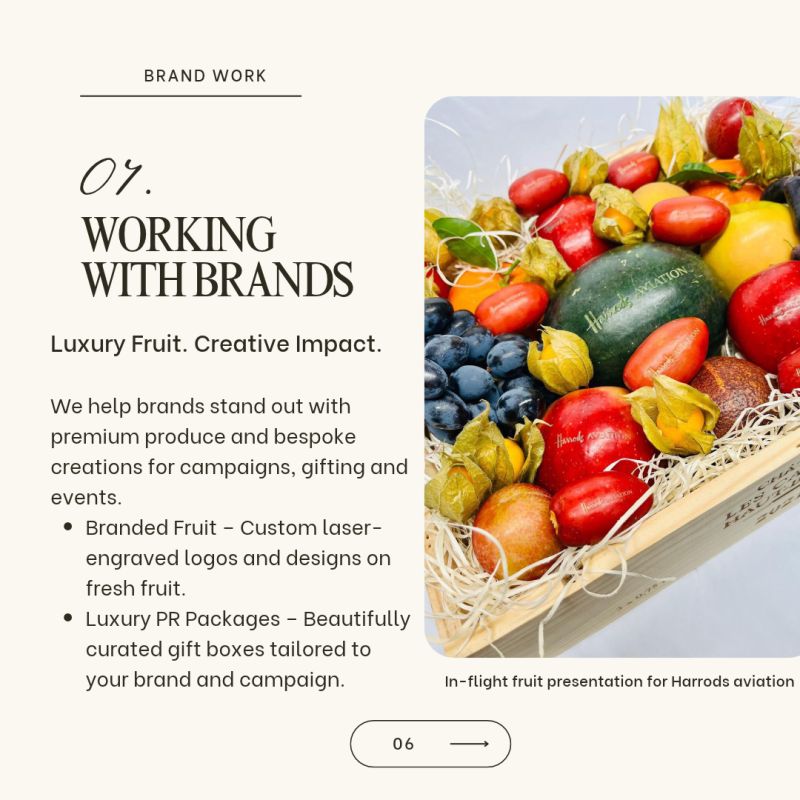 BRAND WORK
07.
WORKING
WITH BRANDS
Luxury Fruit. Creative Impact.
We help brands stand out with
premium produce and bespoke
creations for campaigns, gifting and
events.
• Branded Fruit – Custom laser-
engraved logos and designs on
fresh fruit.
• Luxury PR Packages – Beautifully
curated gift boxes tailored to
your brand and campaign.
Harrods AVIATION
Harrods AVIATION
In-flight fruit presentation for Harrods aviation
06